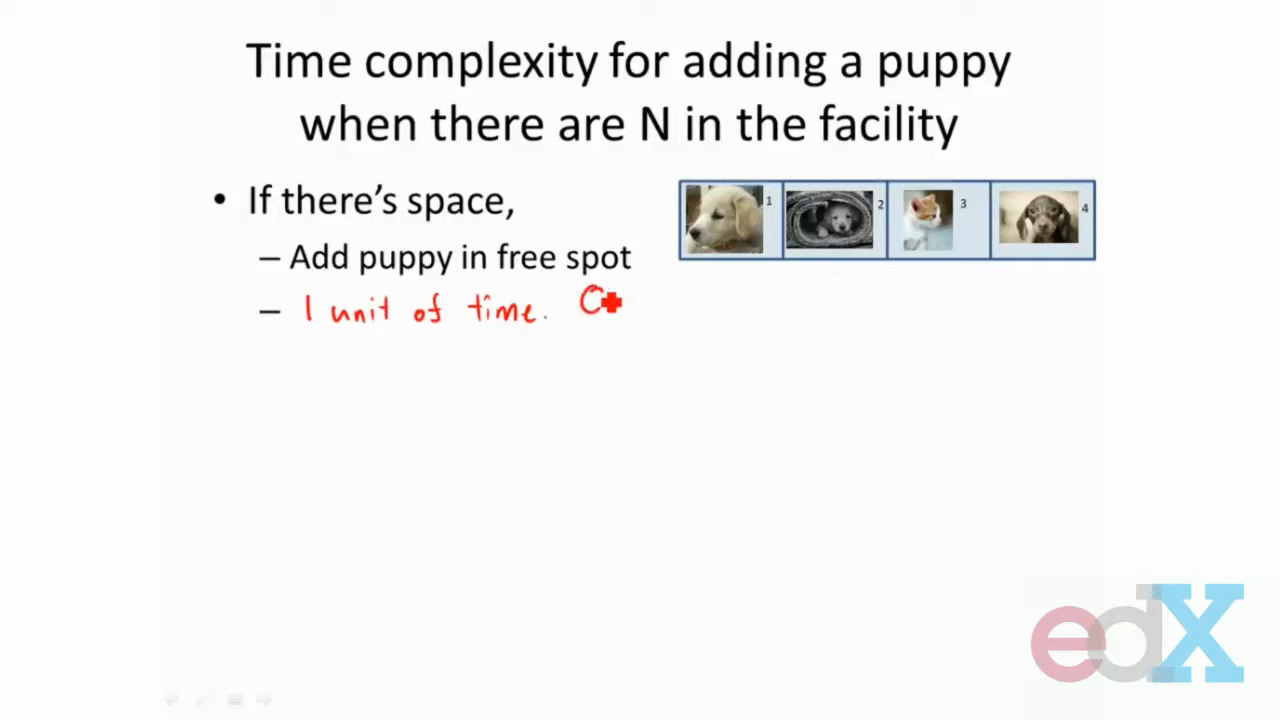 Time complexity for adding a puppy
when there are N in the facility
• If there's space,
– Add puppy in free spot
– 1 unit of time.
1
2
3
4
edX